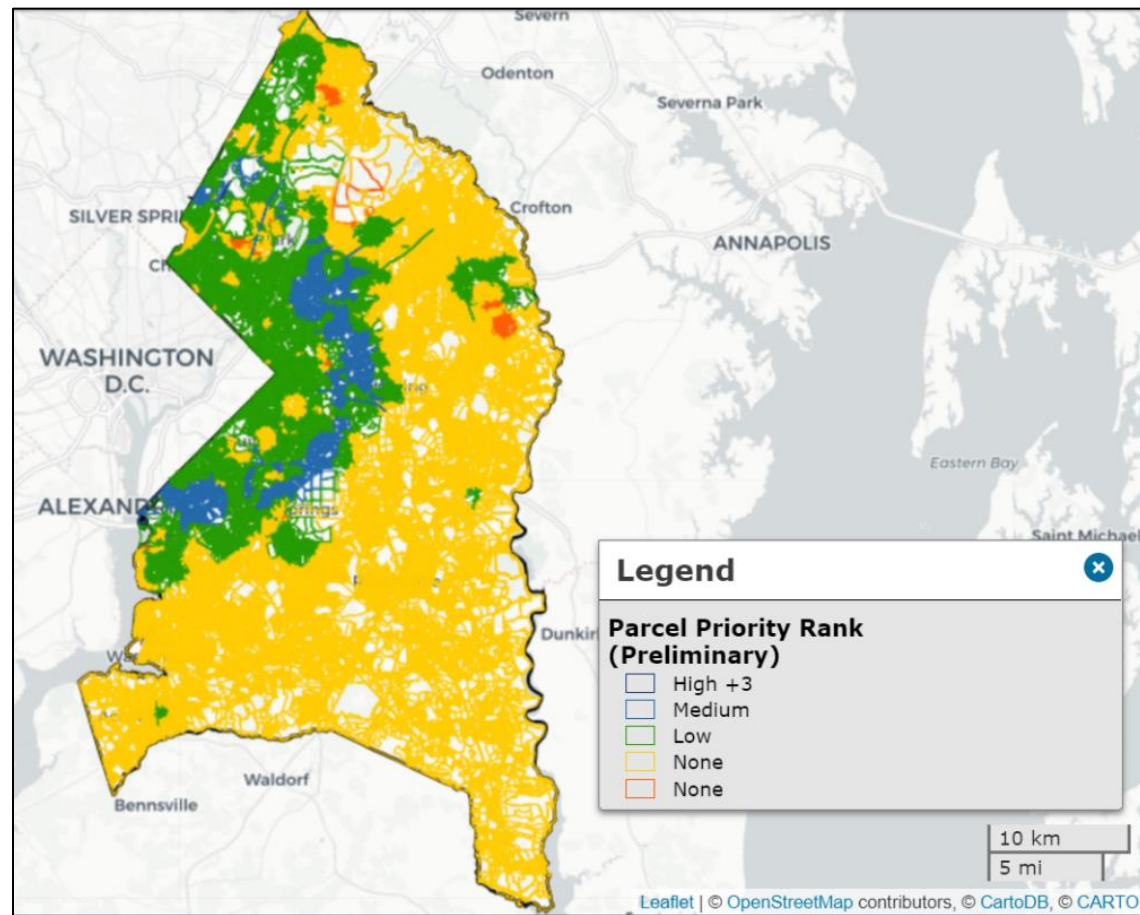 Severn
Odenton
Severna Park
Crofton
SILVER SPRI
ANNAPOLIS
Ch
WASHINGTON
D.C.
Eastern Bay
ALEXAND
Saint Michael
Legend
Parcel Priority Rank
(Preliminary)
High +3
Medium
Low
None
None
Dunkir
Waldorf
Bennsville
10 km
5 mi
Leaflet | © OpenStreetMap contributors, © CartoDB, © CARTO